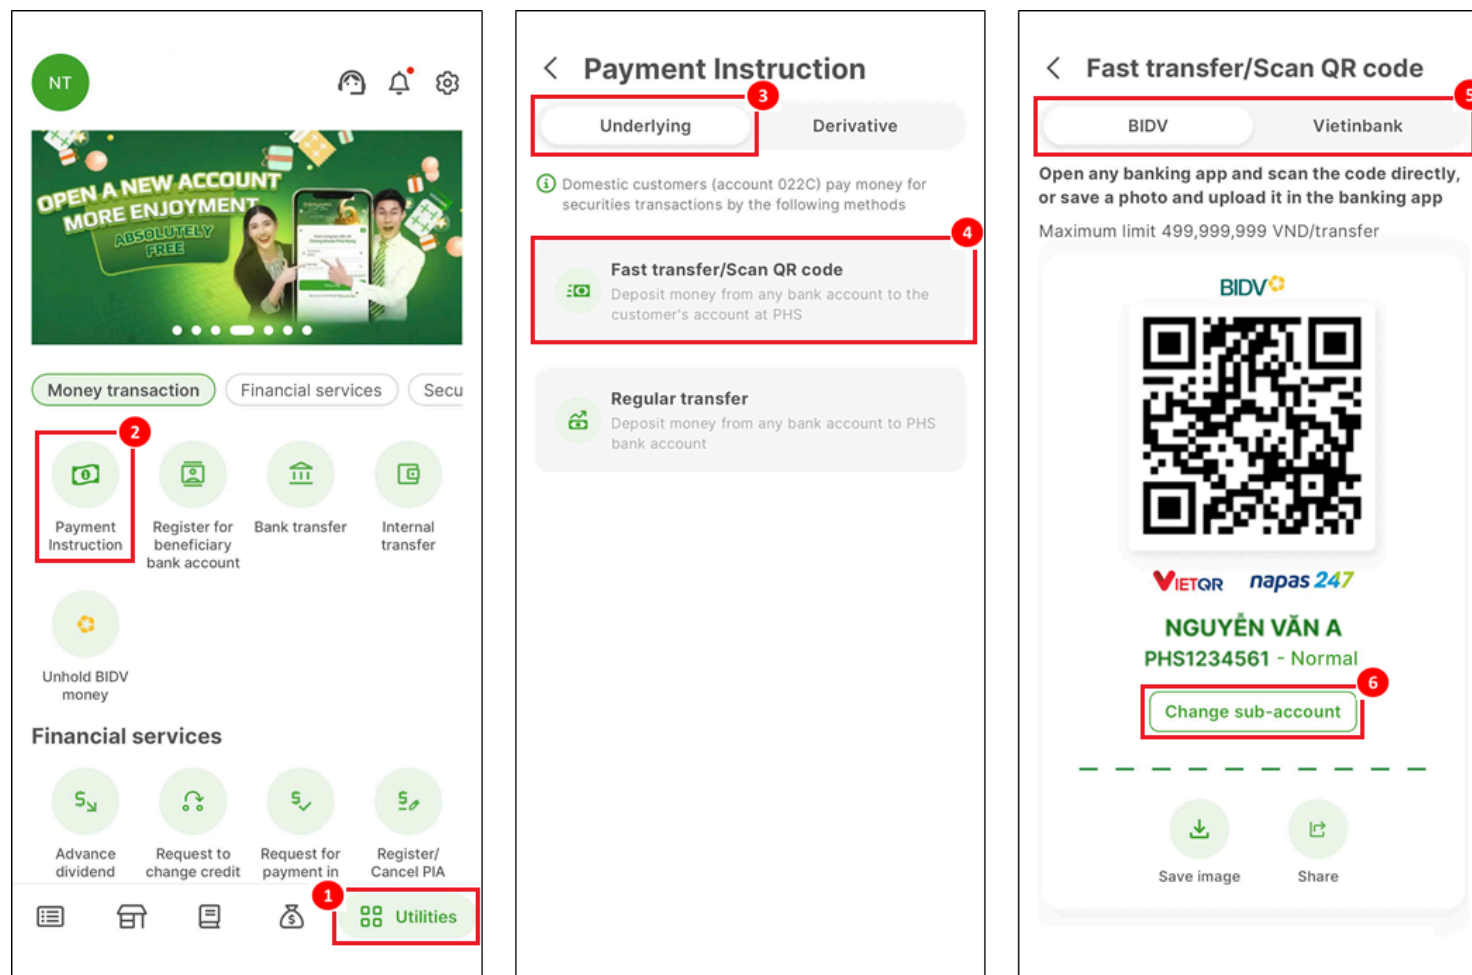 NT
OPEN A NEW ACCOUNT
MORE ENJOYMENT
ABSOLUTELY
FREE
Money transaction
Financial services
Secu
2
Payment
Instruction
Register for
beneficiary
bank account
Bank transfer
Internal
transfer
Unhold BIDV
money
Financial services
Advance
dividend
Request to
change credit
Request for
payment in
Register/
Cancel PIA
1
Utilities
Payment Instruction
3
Underlying
Derivative
Domestic customers (account 022C) pay money for
securities transactions by the following methods
4
Fast transfer/Scan QR code
Deposit money from any bank account to the
customer's account at PHS
Regular transfer
Deposit money from any bank account to PHS
bank account
Fast transfer/Scan QR code
5
BIDV
Vietinbank
Open any banking app and scan the code directly,
or save a photo and upload it in the banking app
Maximum limit 499,999,999 VND/transfer
BIDV
VIETQR
napas 247
NGUYỄN VĂN A
PHS1234561 - Normal
6
Change sub-account
Save image
Share